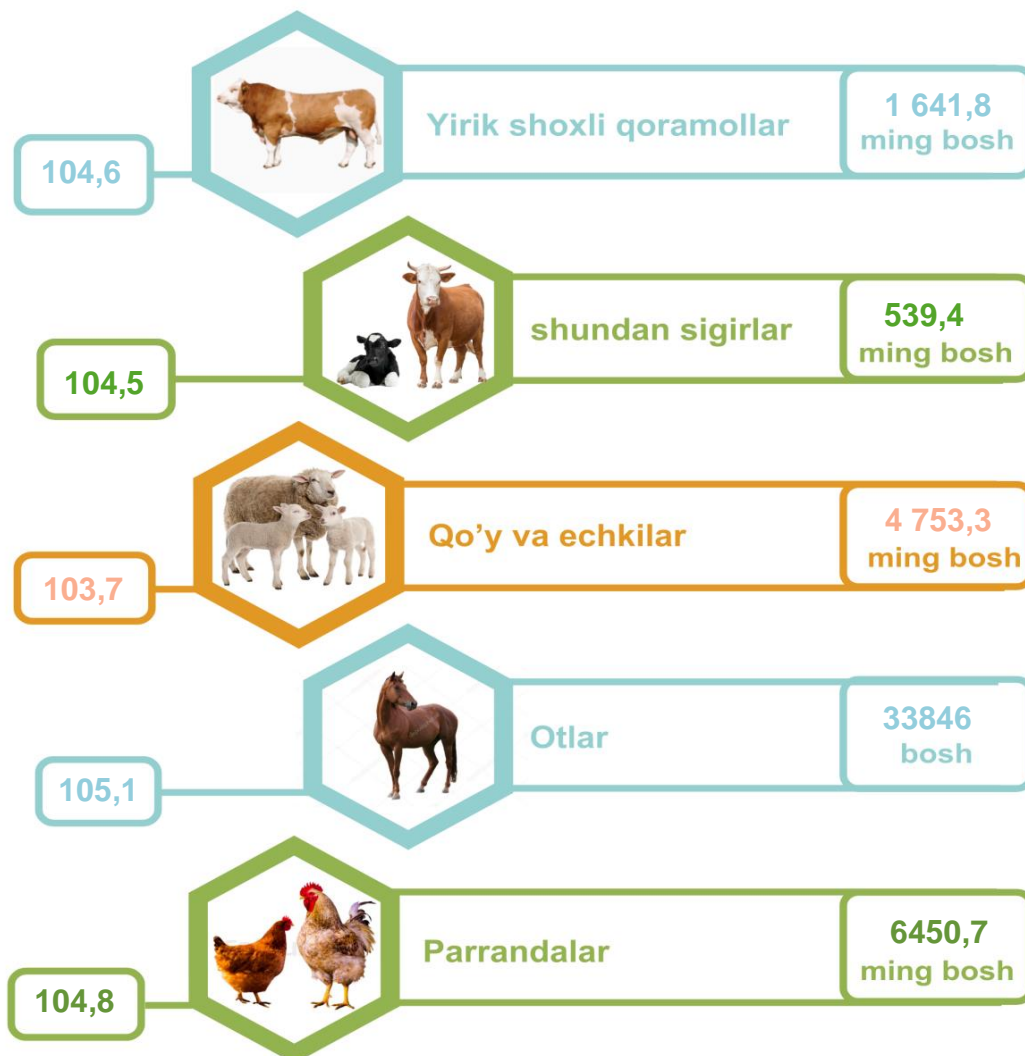 Yirik shoxli qoramollar
1 641,8
ming bosh
104,6
shundan sigirlar
539,4
ming bosh
104,5
Qo’y va echkilar
4 753,3
ming bosh
103,7
Otlar
33846
bosh
105,1
Parrandalar
6450,7
ming bosh
104,8